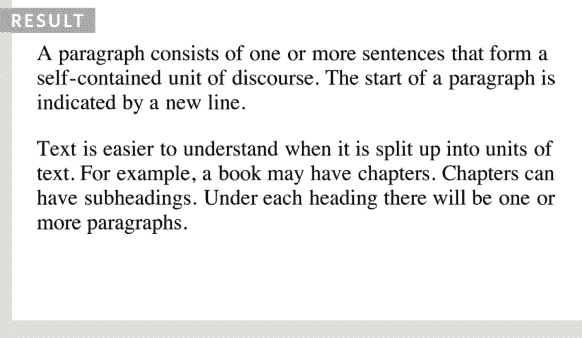 RESULT
A paragraph consists of one or more sentences that form a
self-contained unit of discourse. The start of a paragraph is
indicated by a new line.
Text is easier to understand when it is split up into units of
text. For example, a book may have chapters. Chapters can
have subheadings. Under each heading there will be one or
more paragraphs.